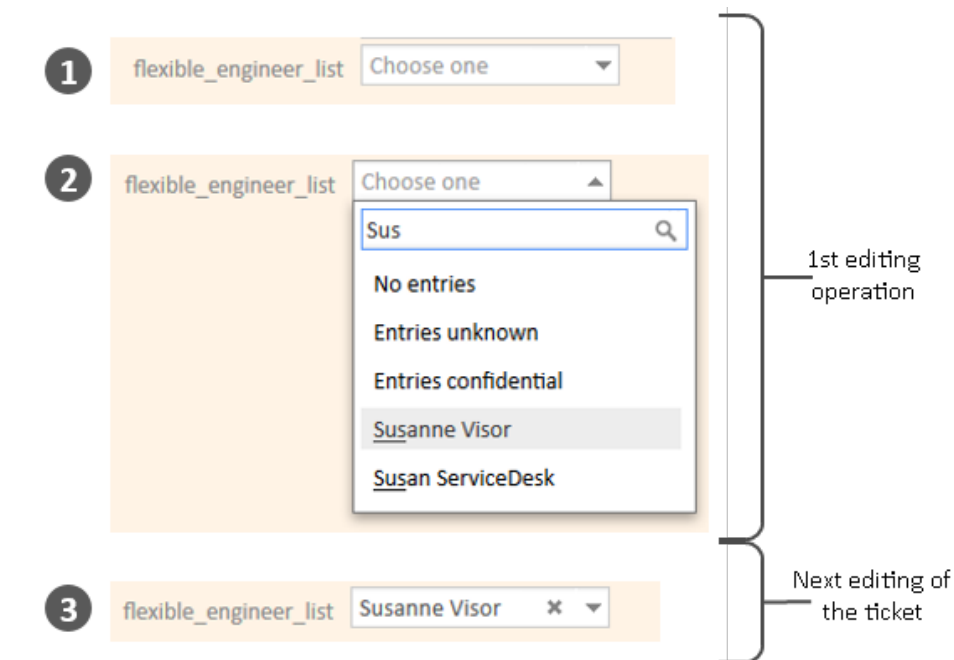 1 flexible_engineer_list Choose one
2 flexible_engineer_list Choose one
Sus
No entries
Entries unknown
Entries confidential
Susanne Visor
Susan ServiceDesk
1st editing
operation
3 flexible_engineer_list Susanne Visor
Next editing of
the ticket